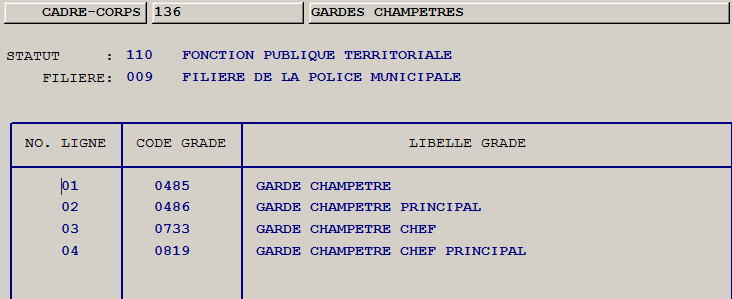 CADRE-CORPS 136 GARDES CHAMPETRES
STATUT : 110 FONCTION PUBLIQUE TERRITORIALE
FILIERE: 009 FILIERE DE LA POLICE MUNICIPALE
NO. LIGNE CODE GRADE LIBELLE GRADE
01 0485 GARDE CHAMPETRE
02 0486 GARDE CHAMPETRE PRINCIPAL
03 0733 GARDE CHAMPETRE CHEF
04 0819 GARDE CHAMPETRE CHEF PRINCIPAL